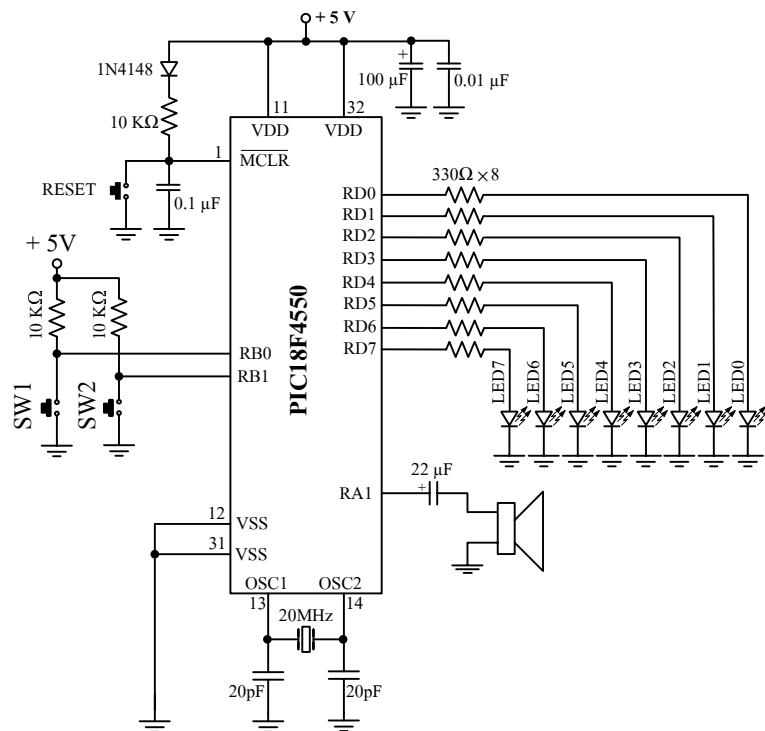 + 5 V
1N4148
100 µF
0.01 µF
11
32
10 KΩ
VDD
VDD
1
MCLR
330Ω × 8
RESET
0.1 µF
RD0
RD1
+ 5V
RD2
RD3
RD4
10 KΩ
10 KΩ
PIC18F4550
RD5
RD6
RB0
RD7
RB1
LED7
LED6
LED5
LED4
LED3
LED2
LED1
LED0
SW1
SW2
22 µF
+
RA1
12
VSS
31
VSS
OSC1
OSC2
13
14
20MHz
20pF
20pF